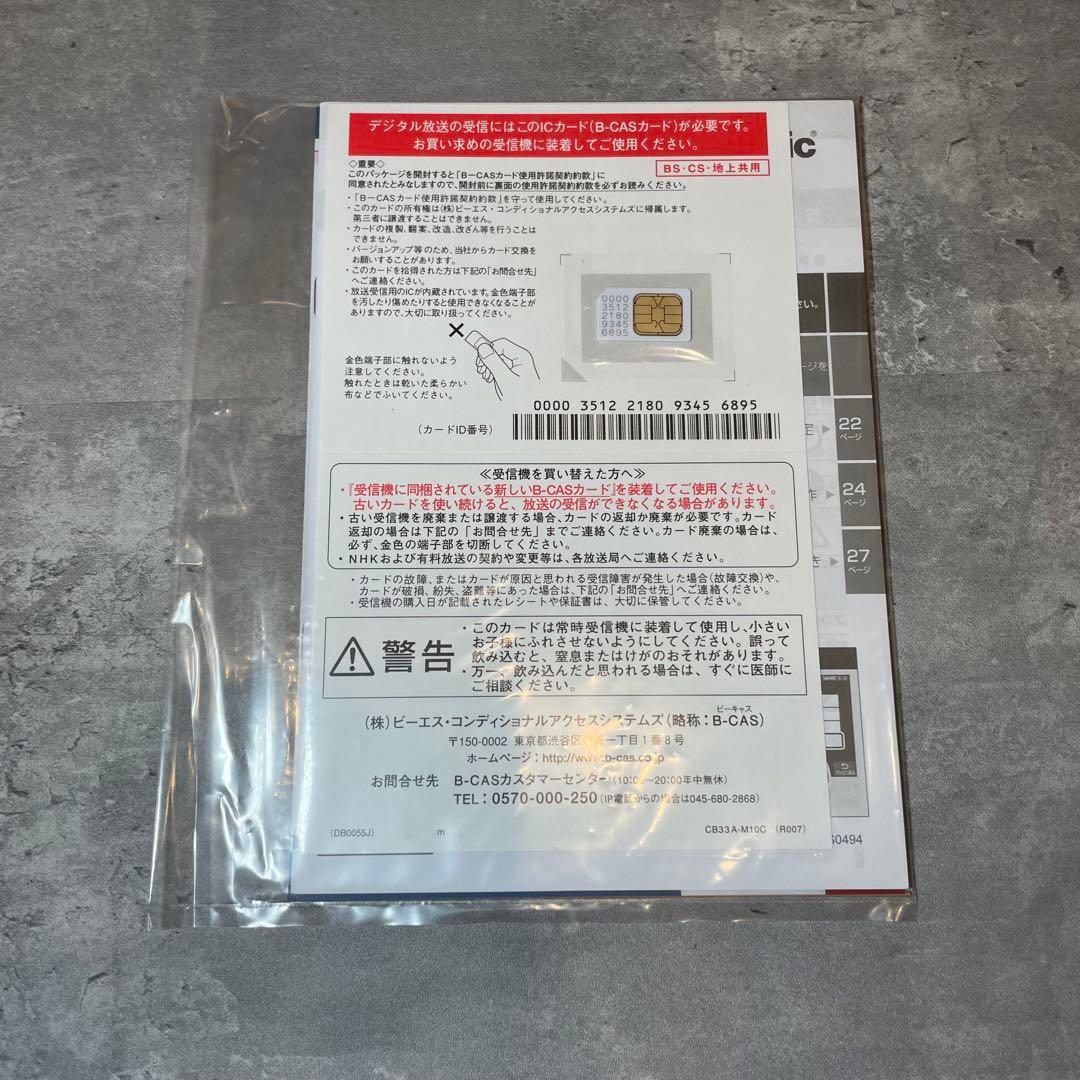 デジタル放送の受信にはこのICカード(B-CASカード)が必要です。
お買い求めの受信機に装着してご使用ください。
ic®
◇重要◇
このパッケージを開封すると「B-CASカード使用許諾契約約款」に
同意されたとみなしますので、開封前に裏面の使用許諾契約約款を必ずお読みください。
BS・CS・地上共用
・「B-CASカード使用許諾契約約款」を守って使用してください。
・このカードの所有権は(株)ビーエス・コンディショナルアクセスシステムズに帰属します。
第三者に譲渡することはできません。
・カードの複製、翻案、改造、改ざん等を行うことは
できません。
・バージョンアップ等のため、当社からカード交換を
お願いすることがあります。
・このカードを拾得された方は下記の「お問合せ先」
へご連絡ください。
・放送受信用のICが内蔵されています。金色端子部
を汚したり傷めたりすると使用できなくなることが
ありますので、大切に取り扱ってください。
0000
3512
2180
9345
6895
さい。
ージを
金色端子部に触れないよう
注意してください。
触れたときは乾いた柔らかい
布などでふいてください。
0000 3512 2180 9345 6895
(カードID番号)
定 22
ページ
≪受信機を買い替えた方へ≫
・『受信機に同梱されている新しいB-CASカード』を装着してご使用ください。
古いカードを使い続けると、放送の受信ができなくなる場合があります。
・古い受信機を廃棄または譲渡する場合、カードの返却か廃棄が必要です。カード
返却の場合は下記の「お問合せ先」までご連絡ください。カード廃棄の場合は、
必ず、金色の端子部を切断してください。
・NHKおよび有料放送の契約や変更等は、各放送局へご連絡ください。
作 24
ページ
き 27
ページ
・カードの故障、またはカードが原因と思われる受信障害が発生した場合(故障交換)や、
カードが破損、紛失、盗難等にあった場合は、下記の「お問合せ先」へご連絡ください。
・受信機の購入日が記載されたレシートや保証書は、大切に保管してください。
警告
・このカードは常時受信機に装着して使用し、小さい
お子様にふれさせないようにしてください。誤って
飲み込むと、窒息またはけがのおそれがあります。
・万一、飲み込んだと思われる場合は、すぐに医師に
ご相談ください。
ビーキャス
(株)ビーエス・コンディショナルアクセスシステムズ(略称:B-CAS)
〒150-0002 東京都渋谷区渋谷一丁目1番8号
ホームページ:http://www.b-cas.co.jp
お問合せ先 B-CASカスタマーセンター(10:00~20:00年中無休)
TEL:0570-000-250(IP電話からの場合は045-680-2868)
(DB0055J)
m
CB33A-M10C (R007)
S0494